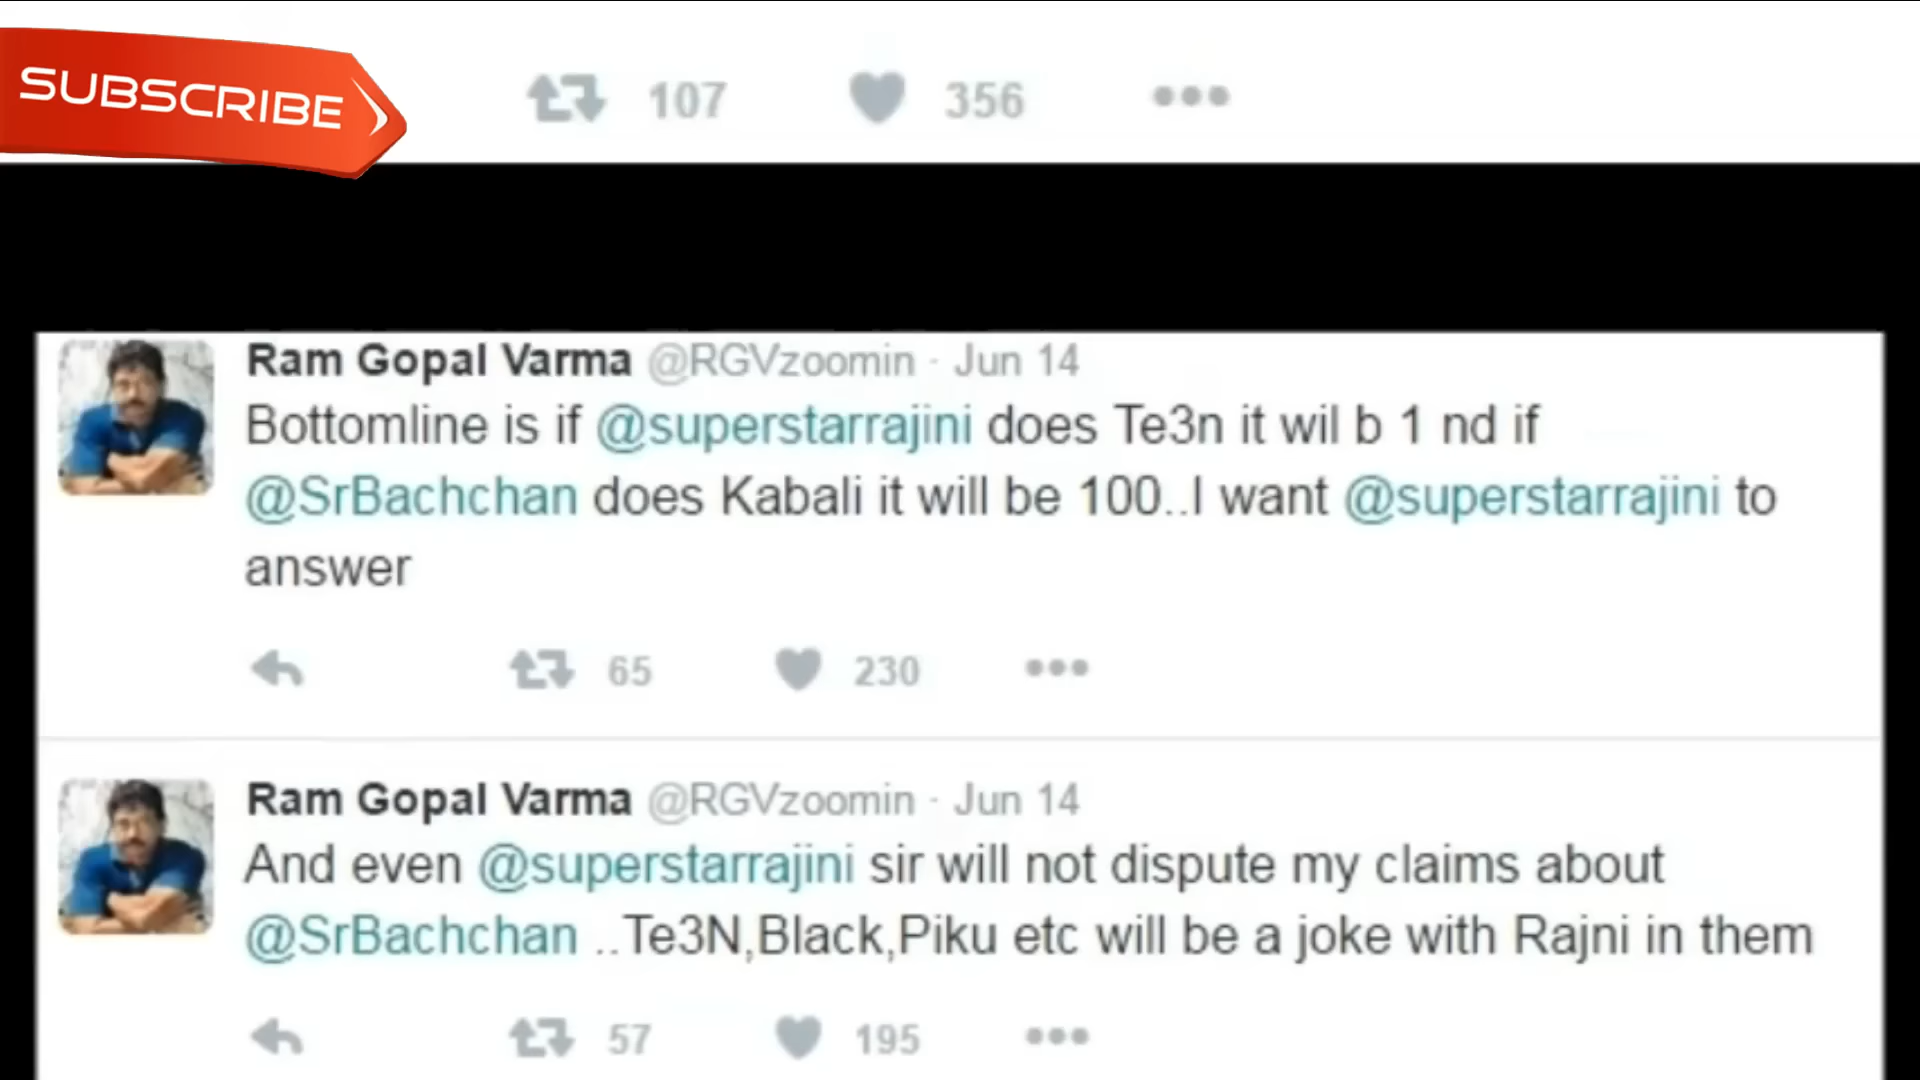 SUBSCRIBE
107 356
Ram Gopal Varma @RGVzoomin · Jun 14
Bottomline is if @superstarrajini does Te3n it wil b 1 nd if
@SrBachchan does Kabali it will be 100..I want @superstarrajini to
answer
65 230
Ram Gopal Varma @RGVzoomin · Jun 14
And even @superstarrajini sir will not dispute my claims about
@SrBachchan ..Te3N,Black,Piku etc will be a joke with Rajni in them
57 195